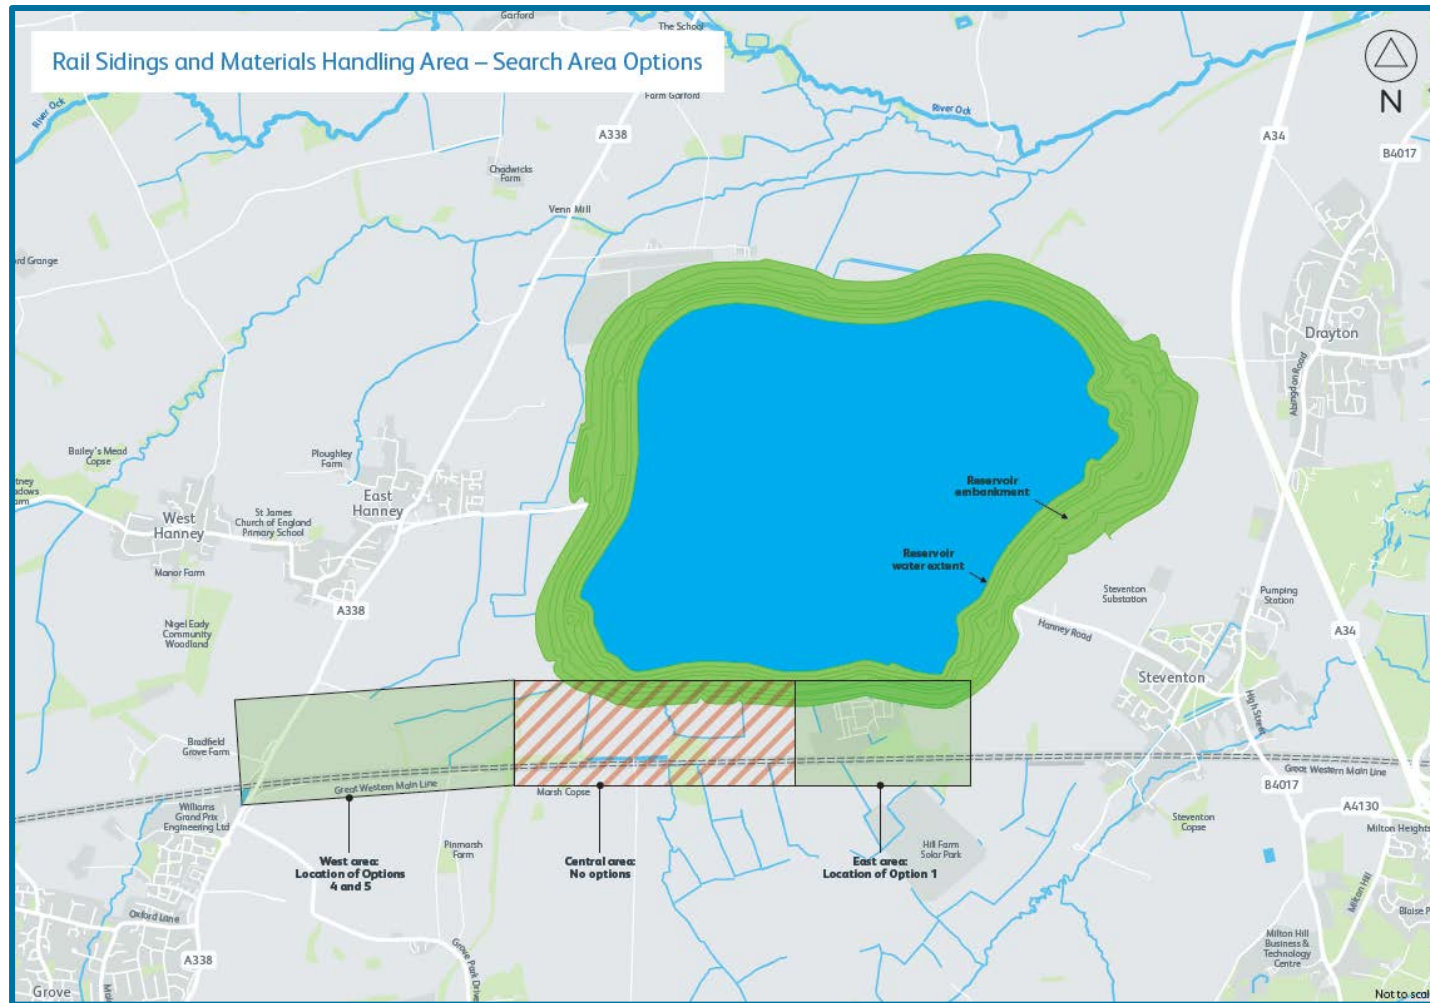 Garford
The School
Rail Sidings and Materials Handling Area – Search Area Options
N
Farm Garford
River Ock
River Ock
A338
A34
B4017
Chadwicks
Farm
Venn Mill
Grange
Drayton
Abingdon Road
Bailey's Mead
Copse
Ploughley
Farm
East
Hanney
West
Hanney
St James
Church of England
Primary School
Manor Farm
Reservoir
embankment
Reservoir
water extent
A338
Nigel Eady
Community
Woodland
Steventon
Substation
Pumping
Station
Hanney Road
A34
Steventon
High Street
Bradfield
Grove Farm
Great Western Main Line
Great Western Main Line
Marsh Copse
B4017
A4130
Williams
Grand Prix
Engineering Ltd
Milton Heights
Steventon
Copse
Pinmarsh
Farm
Hill Farm
Solar Park
West area:
Location of Options
4 and 5
Central area:
No options
East area:
Location of Option 1
Milton Hill
Oxford Lane
Grove Park Drive
A338
Milton Hill
Business &
Technology
Centre
Grove
Not to scale